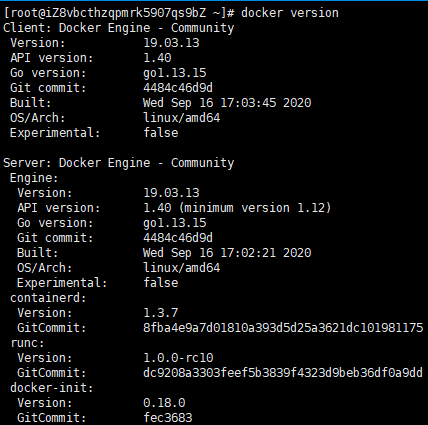 [root@iZ8vbcthzqpmrk5907qs9bZ ~]# docker version
Client: Docker Engine - Community
 Version:           19.03.13
 API version:       1.40
 Go version:        go1.13.15
 Git commit:        4484c46d9d
 Built:             Wed Sep 16 17:03:45 2020
 OS/Arch:           linux/amd64
 Experimental:      false

Server: Docker Engine - Community
 Engine:
  Version:          19.03.13
  API version:      1.40 (minimum version 1.12)
  Go version:       go1.13.15
  Git commit:       4484c46d9d
  Built:            Wed Sep 16 17:02:21 2020
  OS/Arch:          linux/amd64
  Experimental:     false
 containerd:
  Version:          1.3.7
  GitCommit:        8fba4e9a7d01810a393d5d25a3621dc101981175
 runc:
  Version:          1.0.0-rc10
  GitCommit:        dc9208a3303feef5b3839f4323d9beb36df0a9dd
 docker-init:
  Version:          0.18.0
  GitCommit:        fec3683